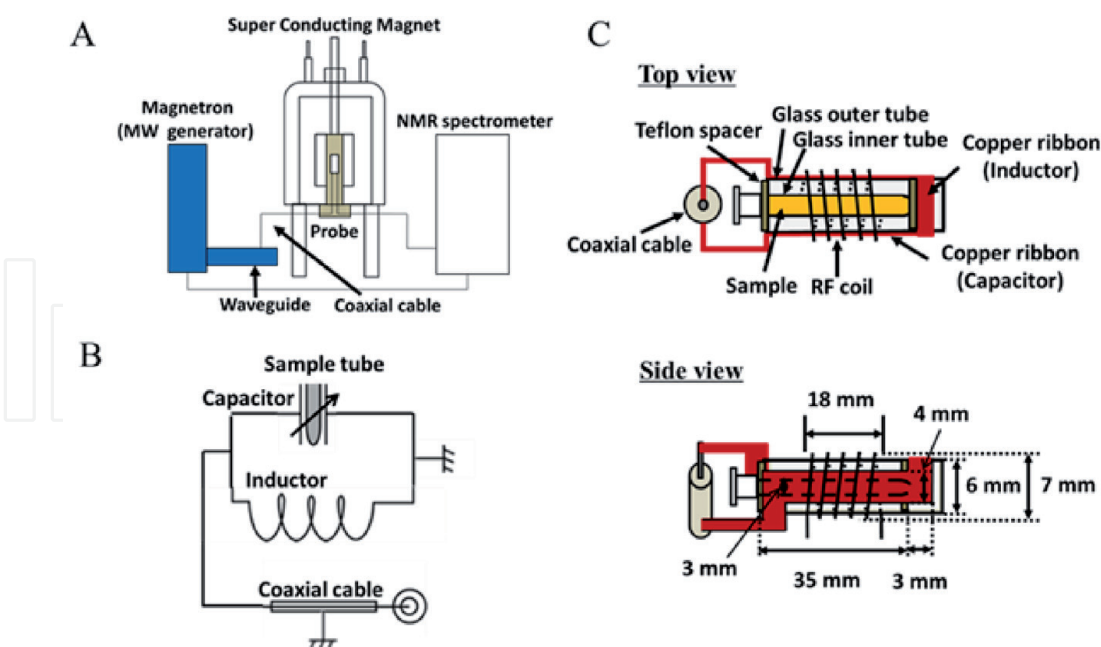 A
Super Conducting Magnet
Magnetron
(MW generator)
NMR spectrometer
Probe
Waveguide
Coaxial cable
B
Sample tube
Capacitor
Inductor
Coaxial cable
C
Top view
Glass outer tube
Teflon spacer
Glass inner tube
Copper ribbon
(Inductor)
Coaxial cable
Copper ribbon
(Capacitor)
Sample
RF coil
Side view
18 mm
4 mm
6 mm
7 mm
3 mm
35 mm
3 mm